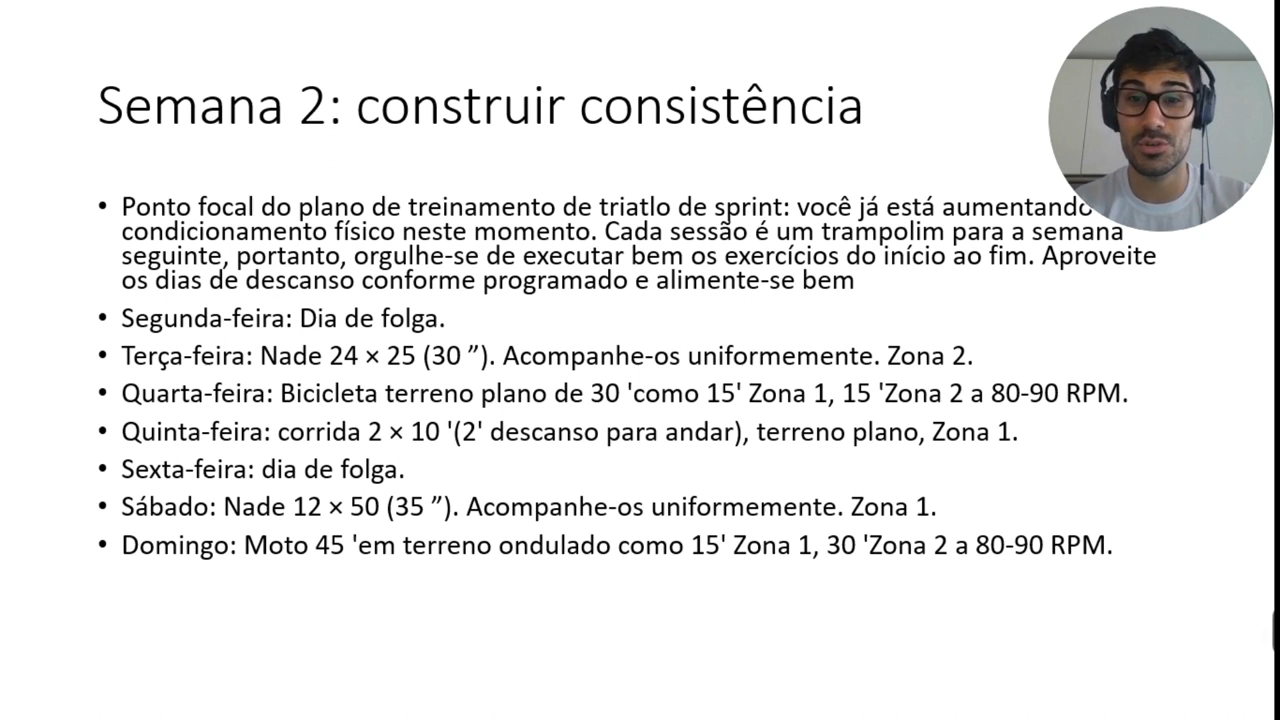 Semana 2: construir consistência
• Ponto focal do plano de treinamento de triatlo de sprint: você já está aumentando
condicionamento físico neste momento. Cada sessão é um trampolim para a semana
seguinte, portanto, orgulhe-se de executar bem os exercícios do início ao fim. Aproveite
os dias de descanso conforme programado e alimente-se bem
• Segunda-feira: Dia de folga.
• Terça-feira: Nade 24 × 25 (30 ”). Acompanhe-os uniformemente. Zona 2.
• Quarta-feira: Bicicleta terreno plano de 30 'como 15' Zona 1, 15 'Zona 2 a 80-90 RPM.
• Quinta-feira: corrida 2 × 10 '(2' descanso para andar), terreno plano, Zona 1.
• Sexta-feira: dia de folga.
• Sábado: Nade 12 × 50 (35 ”). Acompanhe-os uniformemente. Zona 1.
• Domingo: Moto 45 'em terreno ondulado como 15' Zona 1, 30 'Zona 2 a 80-90 RPM.